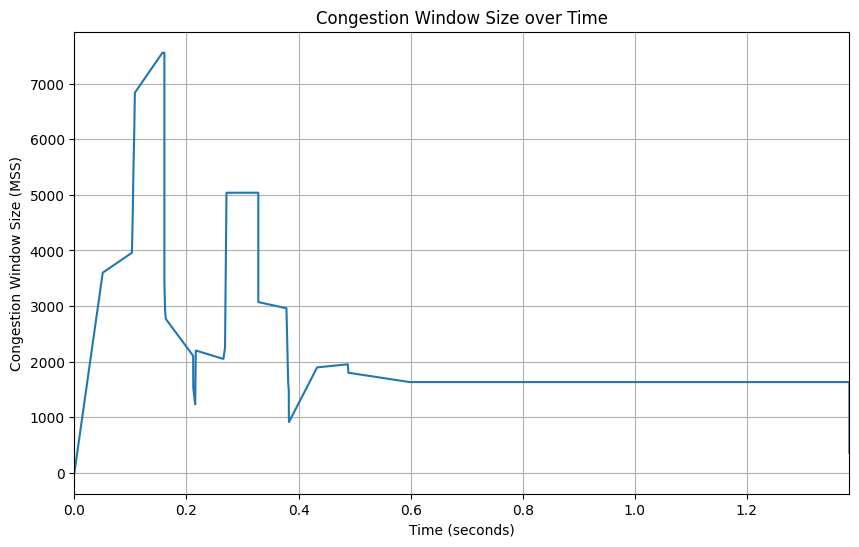 Congestion Window Size over Time
Congestion Window Size (MSS)
7000
6000
5000
4000
3000
2000
1000
0
0.0 0.2 0.4 0.6 0.8 1.0 1.2
Time (seconds)